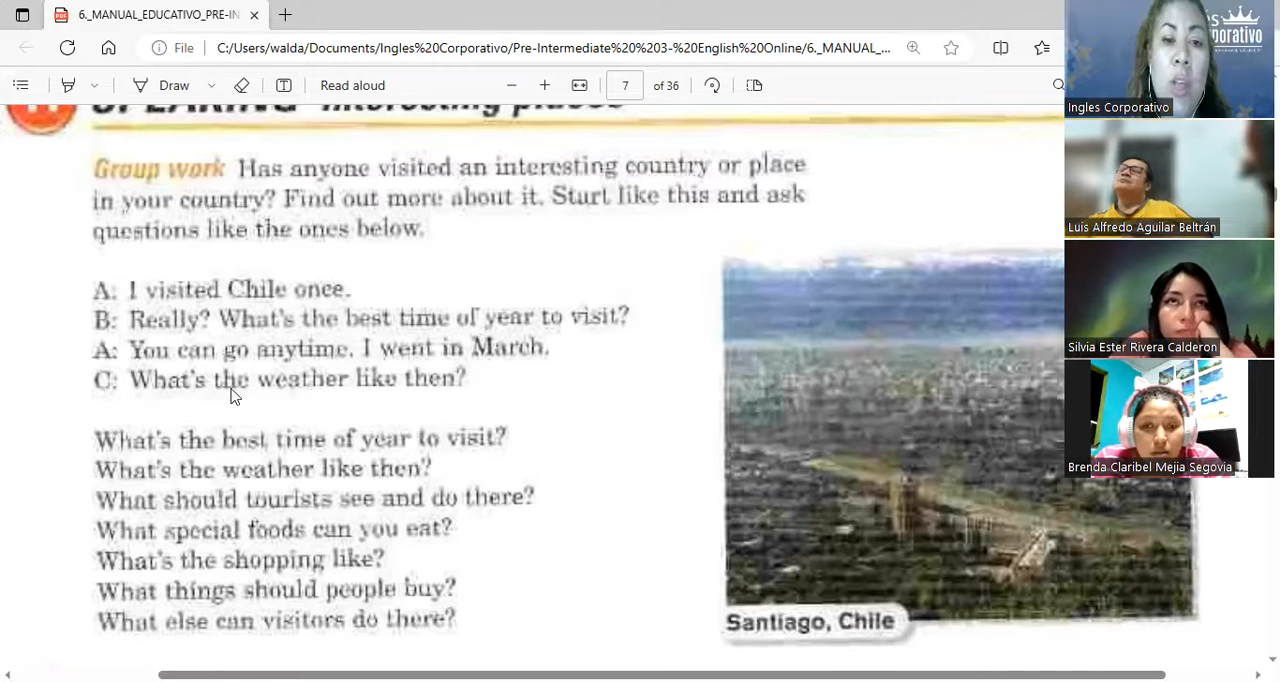 6._MANUAL_EDUCATIVO_PRE-IN
File
C:/Users/walda/Documents/Ingles%20Corporativo/Pre-Intermediate%20%203-%20English%20Online/6._MANUAL_...
Draw
Read aloud
7 of 36
SPEAKING Interesting places
Group work Has anyone visited an interesting country or place
in your country? Find out more about it. Start like this and ask
questions like the ones below.
A: I visited Chile once.
B: Really? What's the best time of year to visit?
A: You can go anytime. I went in March.
C: What's the weather like then?
What's the best time of year to visit?
What's the weather like then?
What should tourists see and do there?
What special foods can you eat?
What's the shopping like?
What things should people buy?
What else can visitors do there?
Santiago, Chile
Ingles Corporativo
Luis Alfredo Aguilar Beltrán
Silvia Ester Rivera Calderon
Brenda Claribel Mejia Segovia